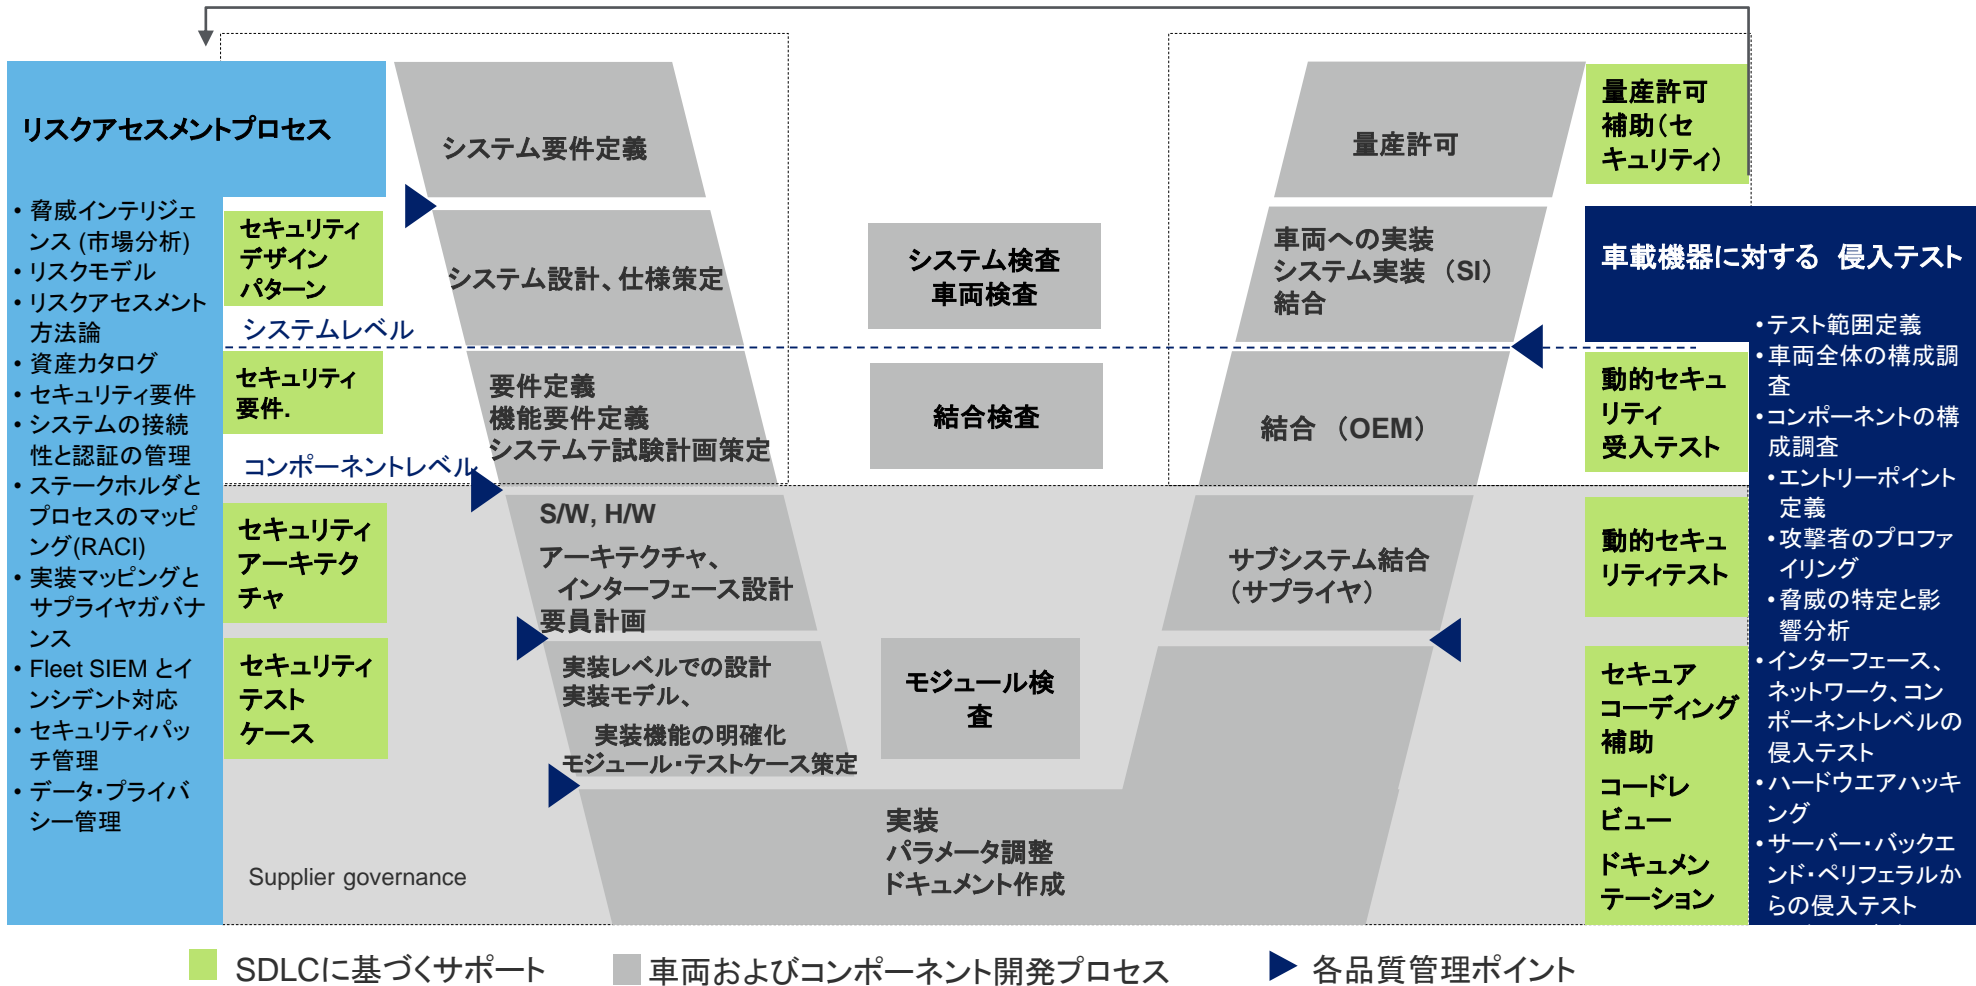 リスクアセスメントプロセス
• 脅威インテリジェ
ンス (市場分析)
• リスクモデル
• リスクアセスメント
方法論
• 資産カタログ
• セキュリティ要件
• システムの接続
性と認証の管理
• ステークホルダと
プロセスのマッピ
ング(RACI)
• 実装マッピングと
サプライヤガバナ
ンス
• Fleet SIEM とイ
ンシデント対応
• セキュリティパッ
チ管理
• データ・プライバ
シー管理
セキュリティ
デザイン
パターン
システムレベル
セキュリティ
要件.
コンポーネントレベル
セキュリティ
アーキテク
チャ
セキュリティ
テスト
ケース
Supplier governance
システム要件定義
システム設計、仕様策定
要件定義
機能要件定義
システムテ試験計画策定
S/W, H/W
アーキテクチャ、
インターフェース設計
要員計画
実装レベルでの設計
実装モデル、
実装機能の明確化
モジュール・テストケース策定
システム検査
車両検査
結合検査
モジュール検
査
実装
パラメータ調整
ドキュメント作成
量産許可
車両への実装
システム実装 (SI)
結合
結合 (OEM)
サブシステム結合
(サプライヤ)
量産許可
補助(セ
キュリティ)
動的セキュ
リティ
受入テスト
動的セキュ
リティテスト
セキュア
コーディング
補助
コードレ
ビュー
ドキュメン
テーション
車載機器に対する 侵入テスト
• テスト範囲定義
• 車両全体の構成調
査
• コンポーネントの構
成調査
• エントリーポイント
定義
• 攻撃者のプロファ
イリング
• 脅威の特定と影
響分析
• インターフェース、
ネットワーク、コン
ポーネントレベルの
侵入テスト
• ハードウエアハッキ
ング
• サーバー・バックエ
ンド・ペリフェラルか
らの侵入テスト
SDLCに基づくサポート
車両およびコンポーネント開発プロセス
各品質管理ポイント